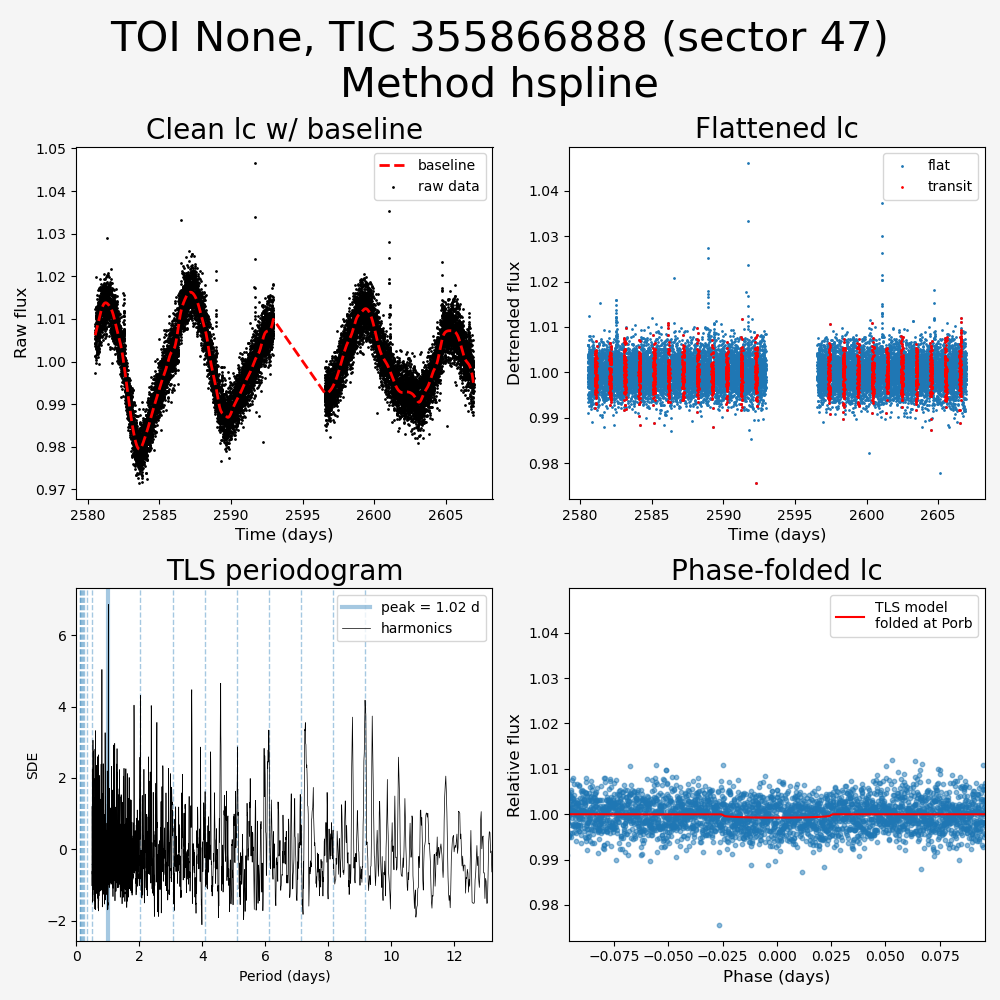 TOI None, TIC 355866888 (sector 47)
Method hspline
Clean lc w/ baseline
Flattened lc
1.05
1.04
1.03
1.02
1.01
1.00
0.99
0.98
0.97
Raw flux
baseline
raw data
2580
2585
2590
2595
2600
2605
Time (days)
1.04
1.03
1.02
1.01
1.00
0.99
0.98
Detrended flux
flat
transit
2580
2585
2590
2595
2600
2605
Time (days)
TLS periodogram
Phase-folded lc
6
4
2
0
−2
SDE
peak = 1.02 d
harmonics
0
2
4
6
8
10
12
Period (days)
1.04
1.03
1.02
1.01
1.00
0.99
0.98
Relative flux
TLS model
folded at Porb
−0.075
−0.050
−0.025
0.000
0.025
0.050
0.075
Phase (days)